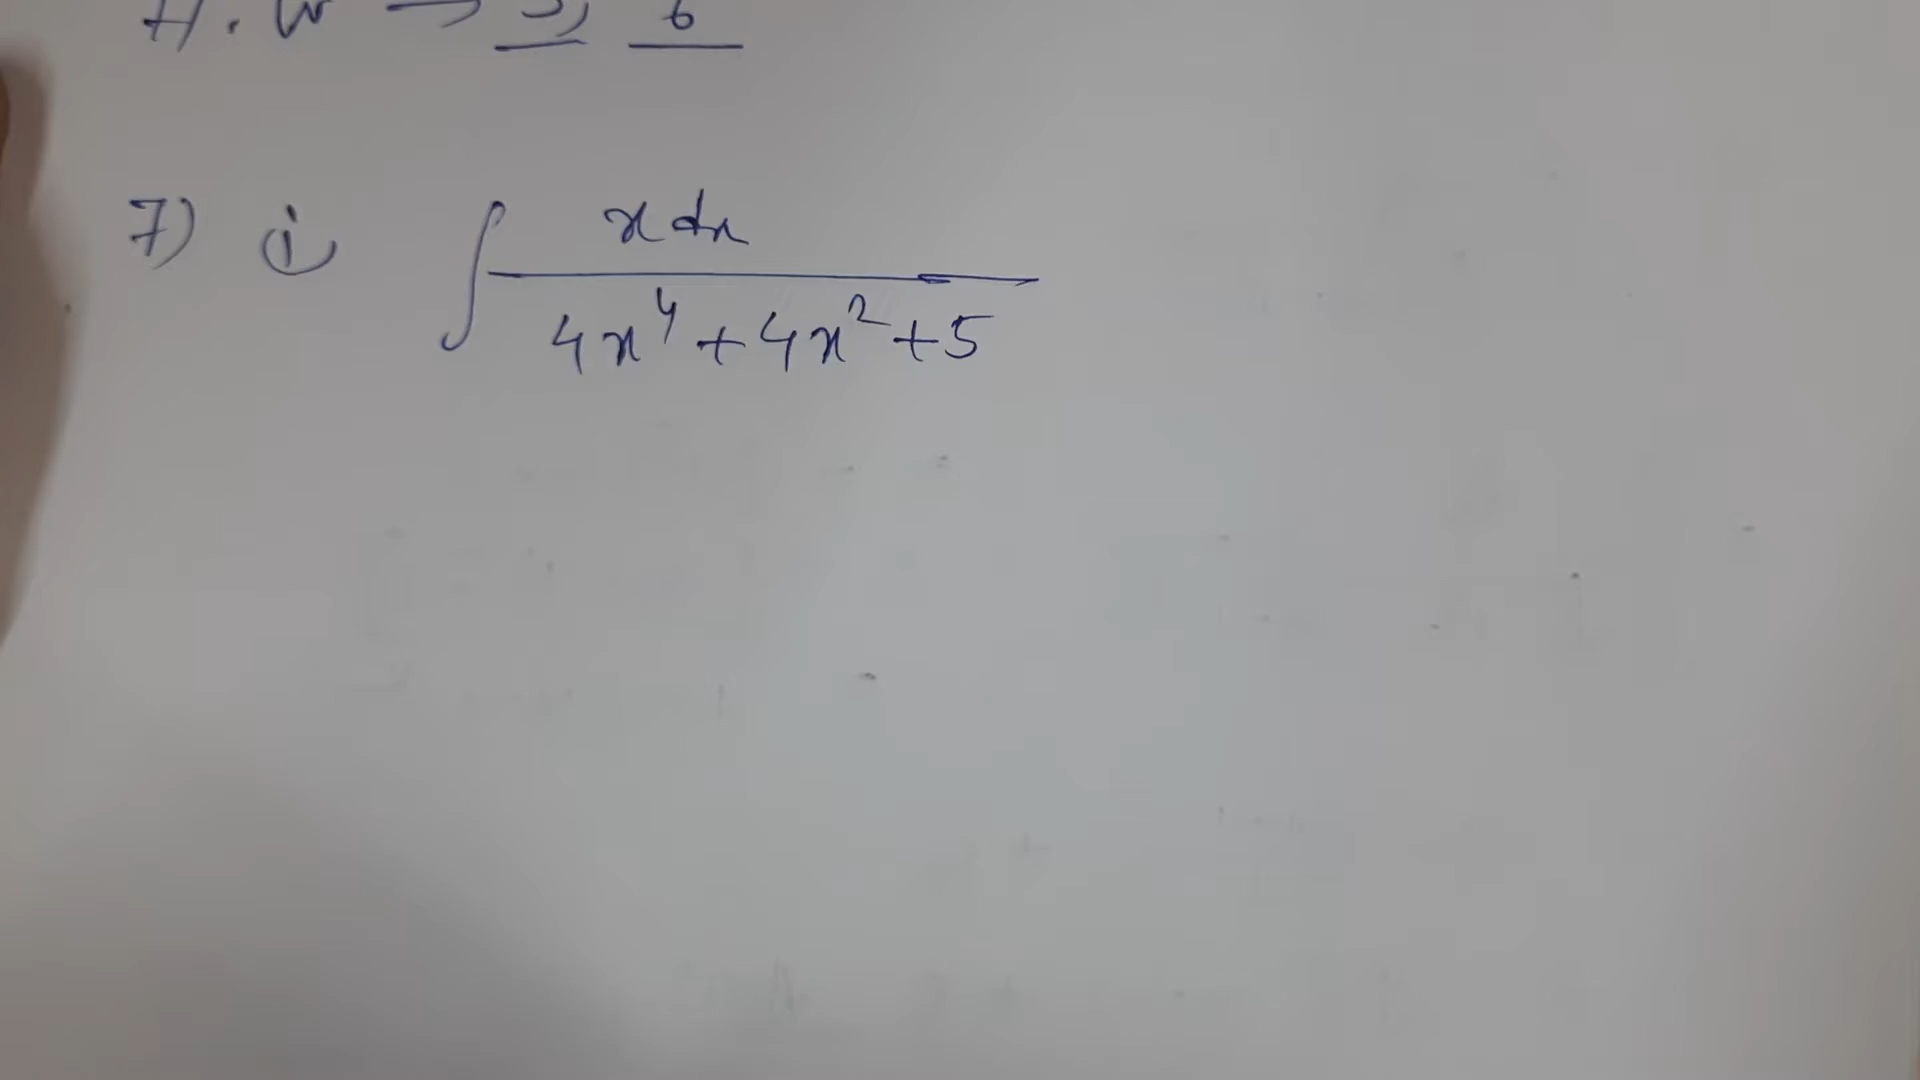 H.W → 5, 6
7) i ∫ x dx / 4x⁴ + 4x² + 5